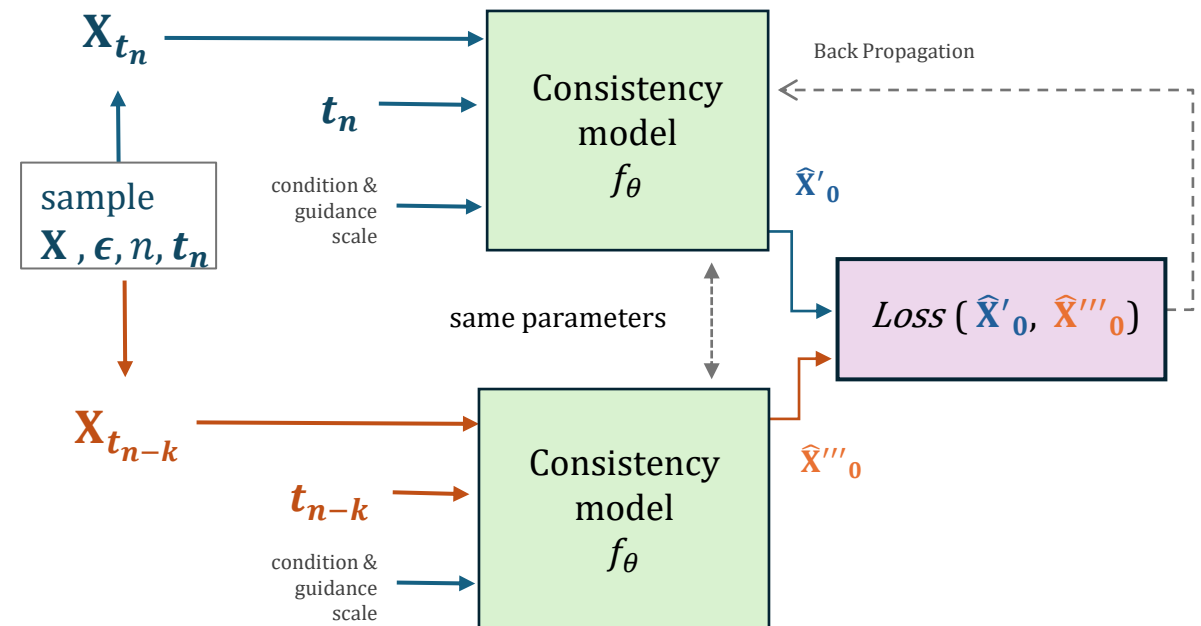 X_{t_n}
Back Propagation
Consistency
model
f_θ
t_n
condition &
guidance
scale
X̂′_0
sample
X , ϵ, n, t_n
same parameters
Loss ( X̂′_0, X̂′′′_0)
X_{t_{n−k}}
Consistency
model
f_θ
X̂′′′_0
t_{n−k}
condition &
guidance
scale